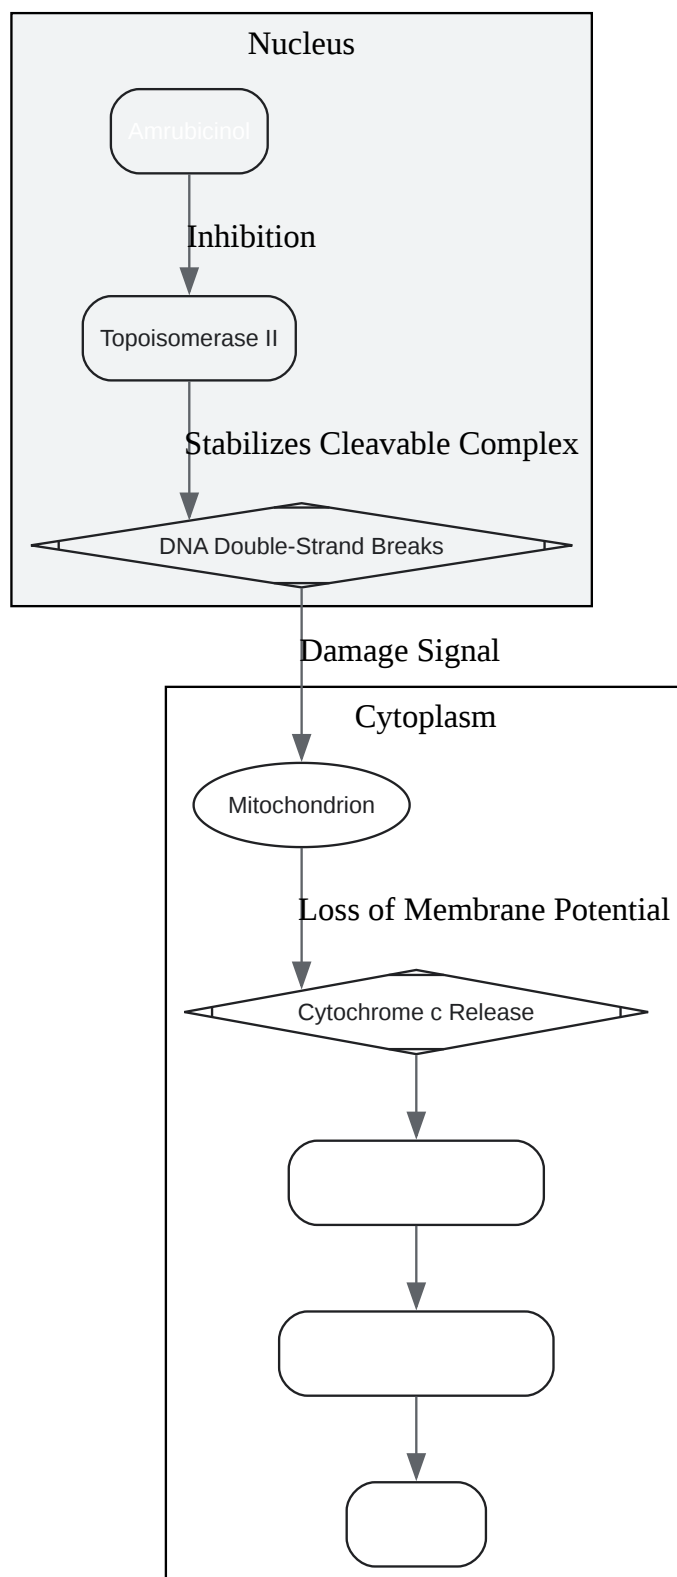 Nucleus
Amrubicinol
Inhibition
Topoisomerase II
Stabilizes Cleavable Complex
DNA Double-Strand Breaks
Damage Signal
Cytoplasm
Mitochondrion
Loss of Membrane Potential
Cytochrome c Release